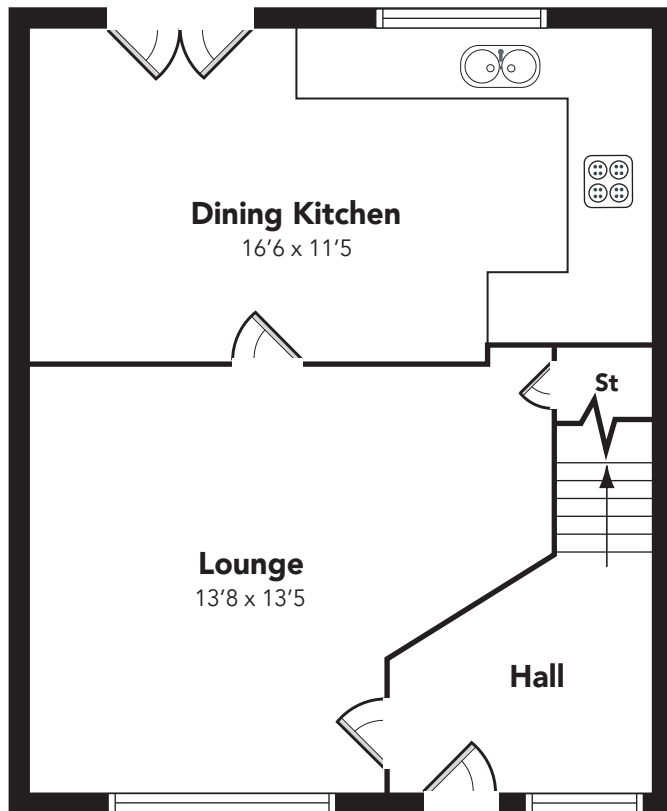 Dining Kitchen
16’6 x 11’5
St
Lounge
13’8 x 13’5
Hall